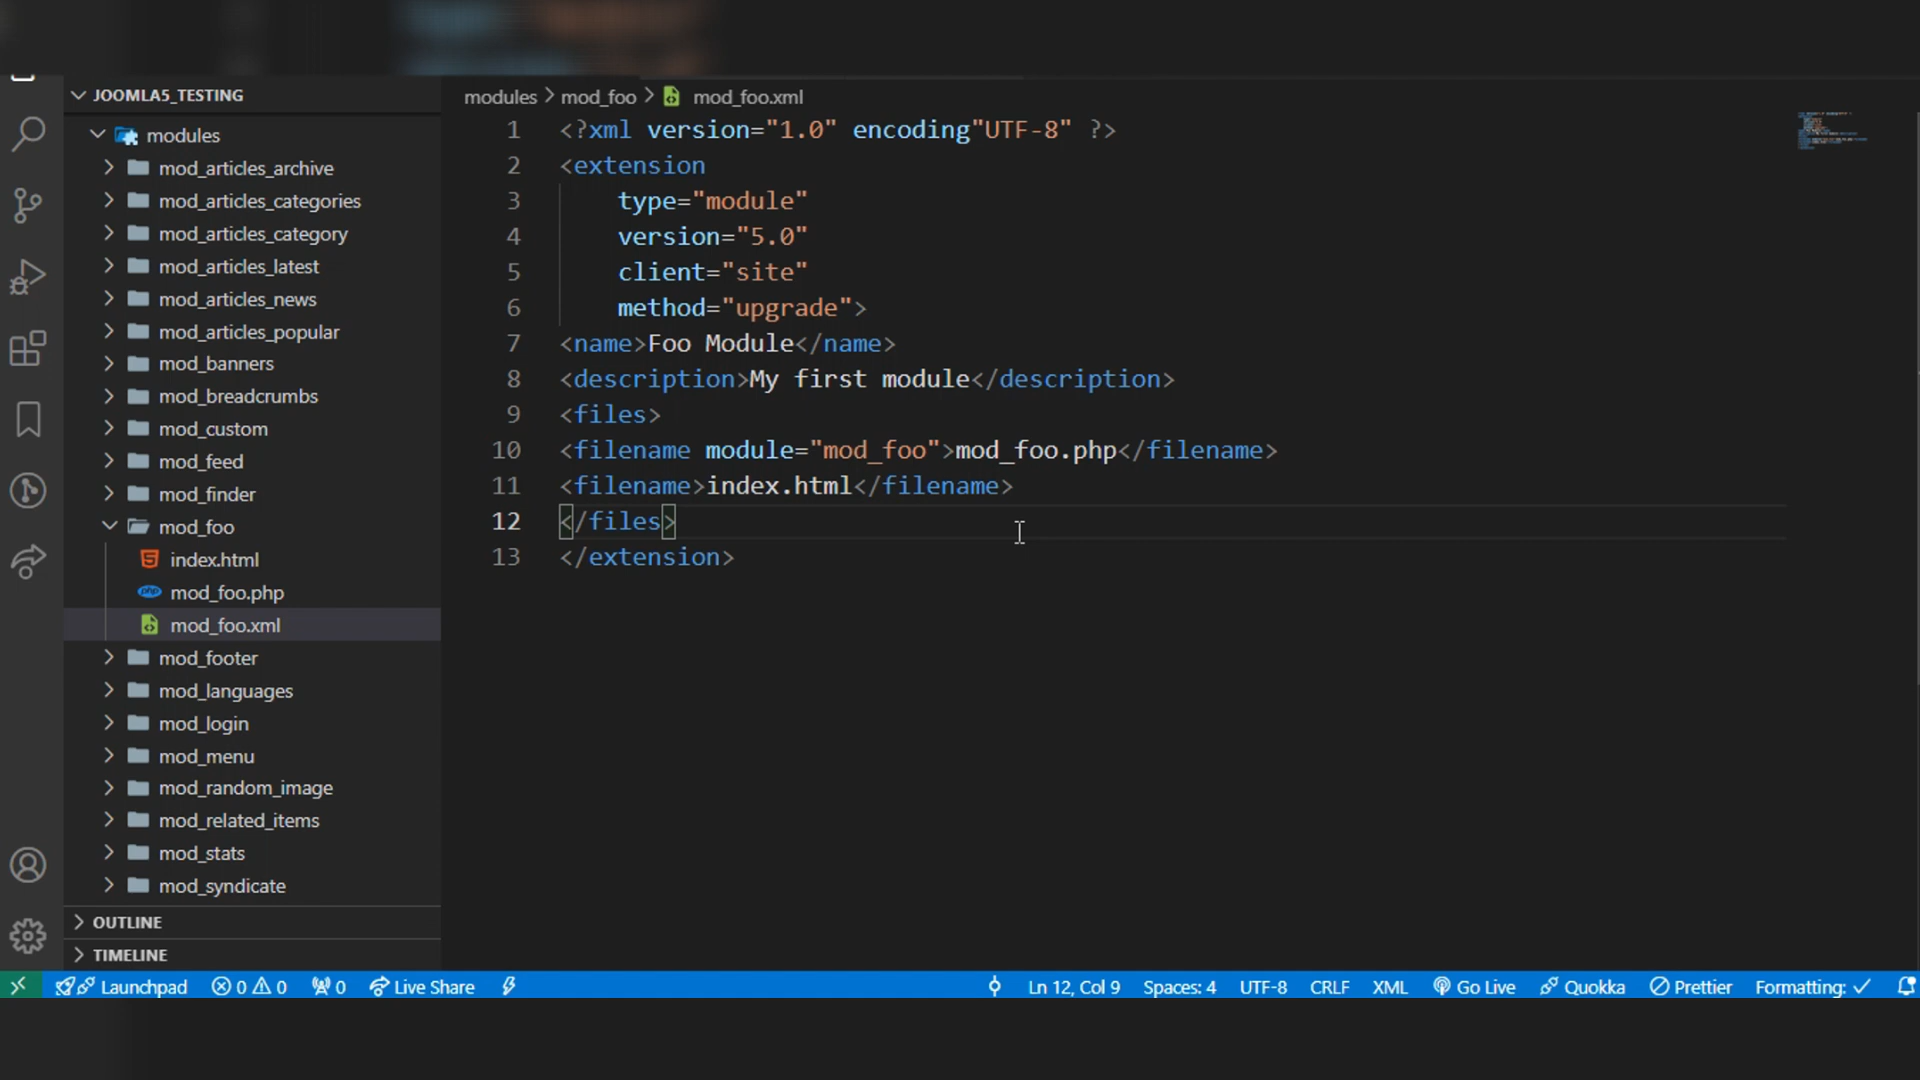 JOOMLA5_TESTING
modules
mod_articles_archive
mod_articles_categories
mod_articles_category
mod_articles_latest
mod_articles_news
mod_articles_popular
mod_banners
mod_breadcrumbs
mod_custom
mod_feed
mod_finder
mod_foo
index.html
mod_foo.php
mod_foo.xml
mod_footer
mod_languages
mod_login
mod_menu
mod_random_image
mod_related_items
mod_stats
mod_syndicate
OUTLINE
TIMELINE
modules > mod_foo > mod_foo.xml
1 <?xml version="1.0" encoding"UTF-8" ?>
2 <extension
3 type="module"
4 version="5.0"
5 client="site"
6 method="upgrade">
7 <name>Foo Module</name>
8 <description>My first module</description>
9 <files>
10 <filename module="mod_foo">mod_foo.php</filename>
11 <filename>index.html</filename>
12 </files>
13 </extension>
Launchpad 0 0 0 Live Share Ln 12, Col 9 Spaces: 4 UTF-8 CRLF XML Go Live Quokka Prettier Formatting: ✓